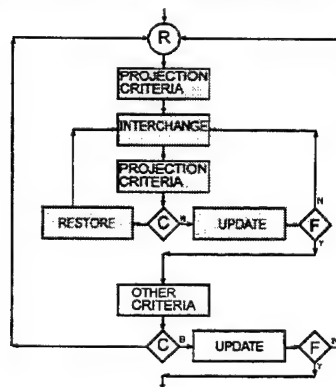 R
PROJECTION
CRITERIA
INTERCHANGE
PROJECTION
CRITERIA
N
RESTORE
C
UPDATE
F
Y
OTHER
CRITERIA
C
B
UPDATE
F
N
Y